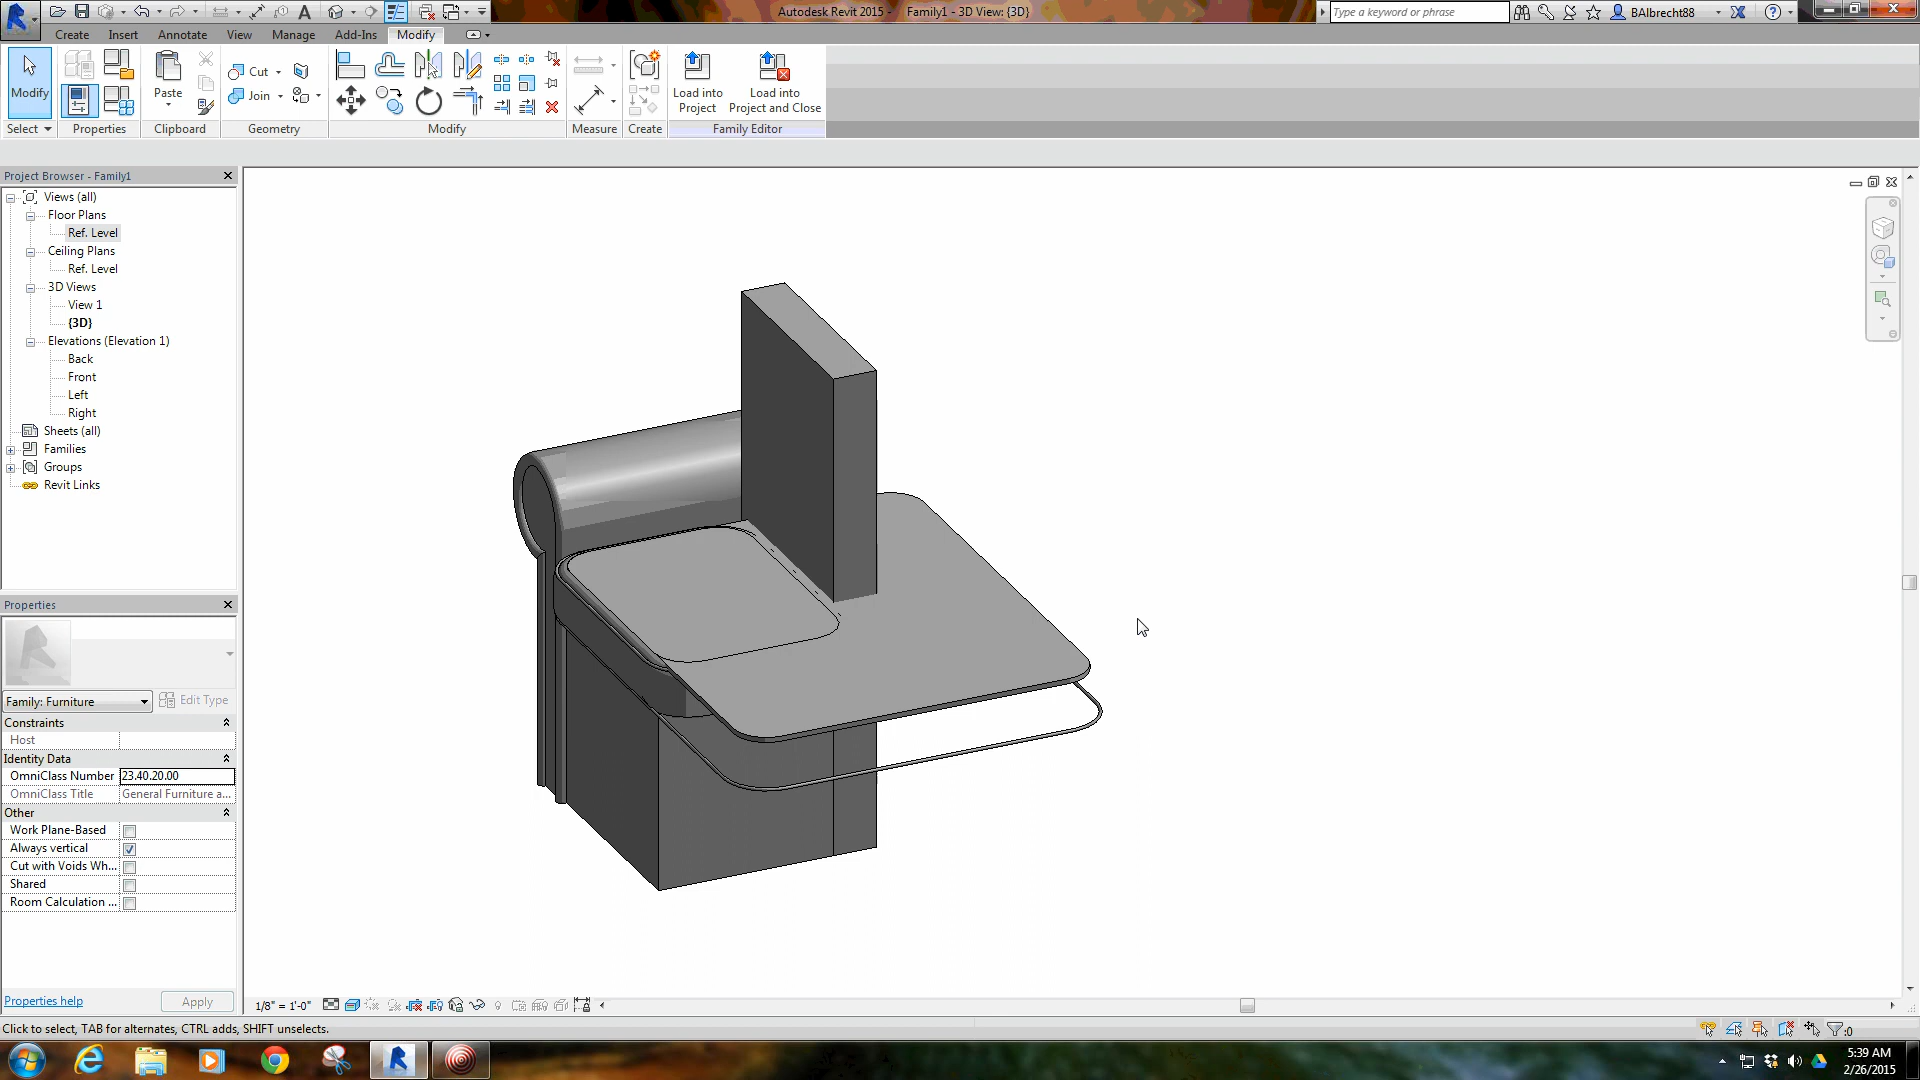 Autodesk Revit 2015 - Family1 - 3D View: {3D}
Type a keyword or phrase
BAlbrecht88
Create Insert Annotate View Manage Add-Ins Modify
Modify
Paste
Cut
Join
Load into Project
Load into Project and Close
Select Properties Clipboard Geometry Modify Measure Create Family Editor
Project Browser - Family1
Views (all)
Floor Plans
Ref. Level
Ceiling Plans
Ref. Level
3D Views
View 1
{3D}
Elevations (Elevation 1)
Back
Front
Left
Right
Sheets (all)
Families
Groups
Revit Links
Properties
Family: Furniture Edit Type
Constraints
Host
Identity Data
OmniClass Number 23.40.20.00
OmniClass Title General Furniture a...
Other
Work Plane-Based
Always vertical
Cut with Voids Wh...
Shared
Room Calculation ...
Properties help Apply
1/8" = 1'-0"
Click to select, TAB for alternates, CTRL adds, SHIFT unselects.
:0
5:39 AM
2/26/2015